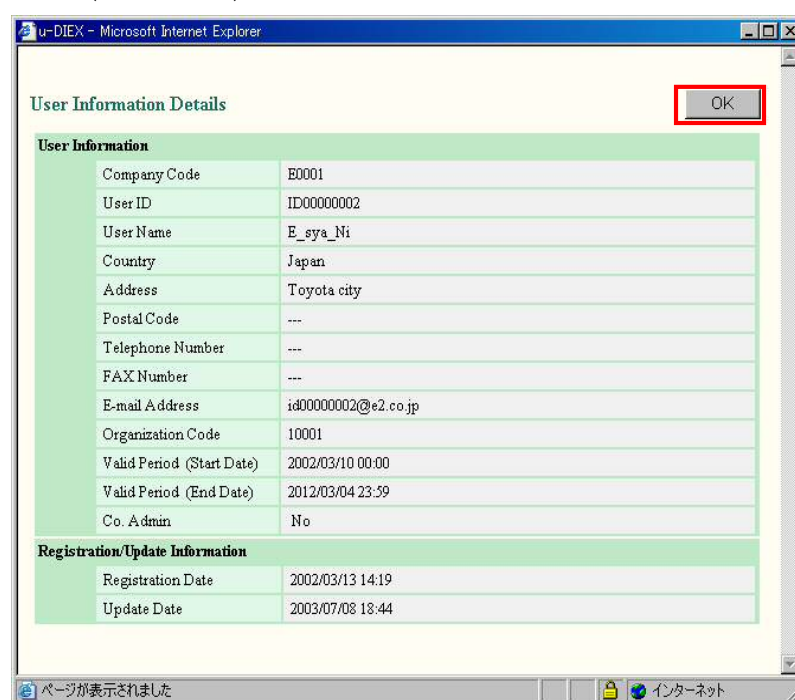 u-DIEX - Microsoft Internet Explorer
User Information Details
OK
User Information
Company Code E0001
User ID ID00000002
User Name E_sya_Ni
Country Japan
Address Toyota city
Postal Code ---
Telephone Number ---
FAX Number ---
E-mail Address id00000002@e2.co.jp
Organization Code 10001
Valid Period (Start Date) 2002/03/10 00:00
Valid Period (End Date) 2012/03/04 23:59
Co. Admin No
Registration/Update Information
Registration Date 2002/03/13 14:19
Update Date 2003/07/08 18:44
ページが表示されました インターネット